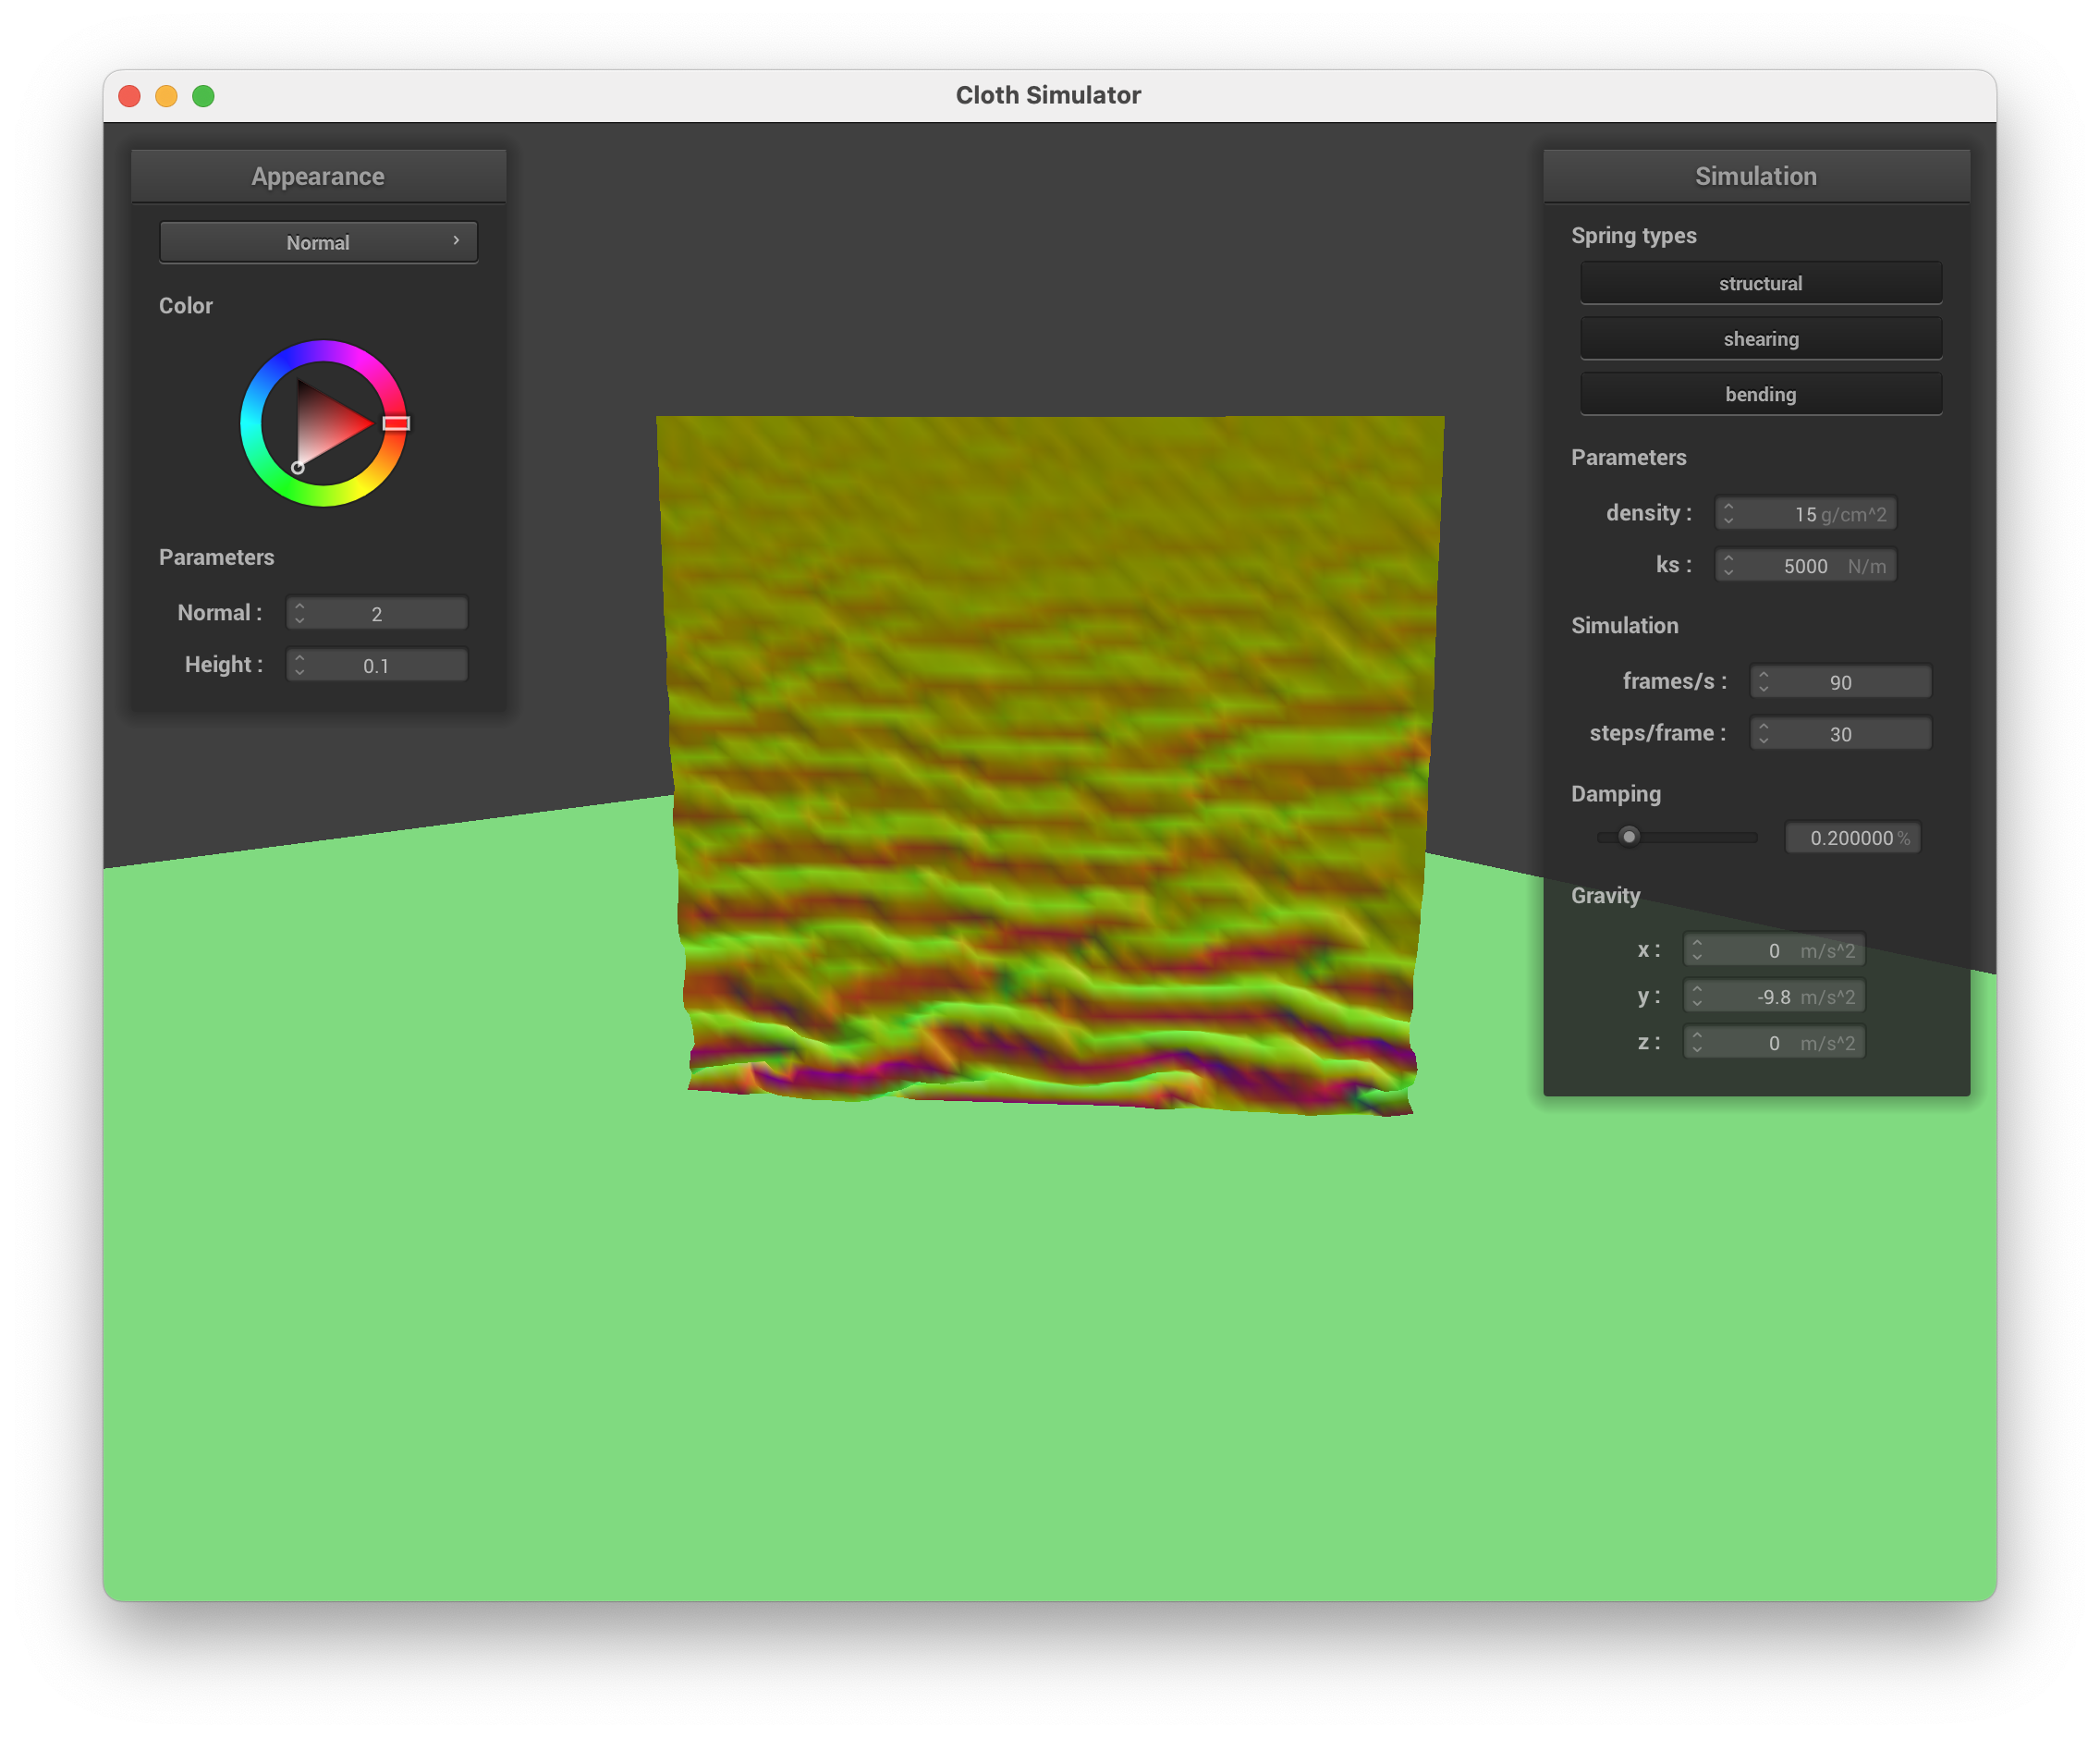 Cloth Simulator
Appearance
Normal
Color
Parameters
Normal : 2
Height : 0.1
Simulation
Spring types
structural
shearing
bending
Parameters
density : 15 g/cm^2
ks : 5000 N/m
Simulation
frames/s : 90
steps/frame : 30
Damping
0.200000 %
Gravity
x : 0 m/s^2
y : -9.8 m/s^2
z : 0 m/s^2